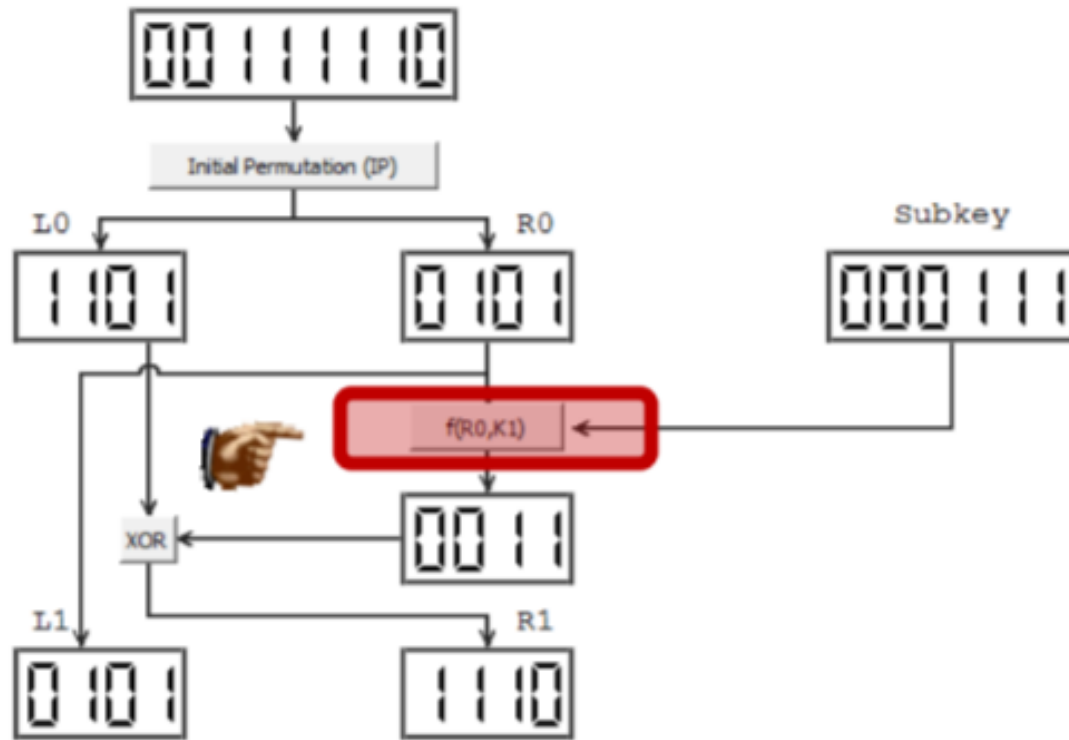 00111110
Initial Permutation (IP)
L0 R0 Subkey
1101 0101 000111
f(R0,K1)
0011
XOR
L1 R1
0101 1110